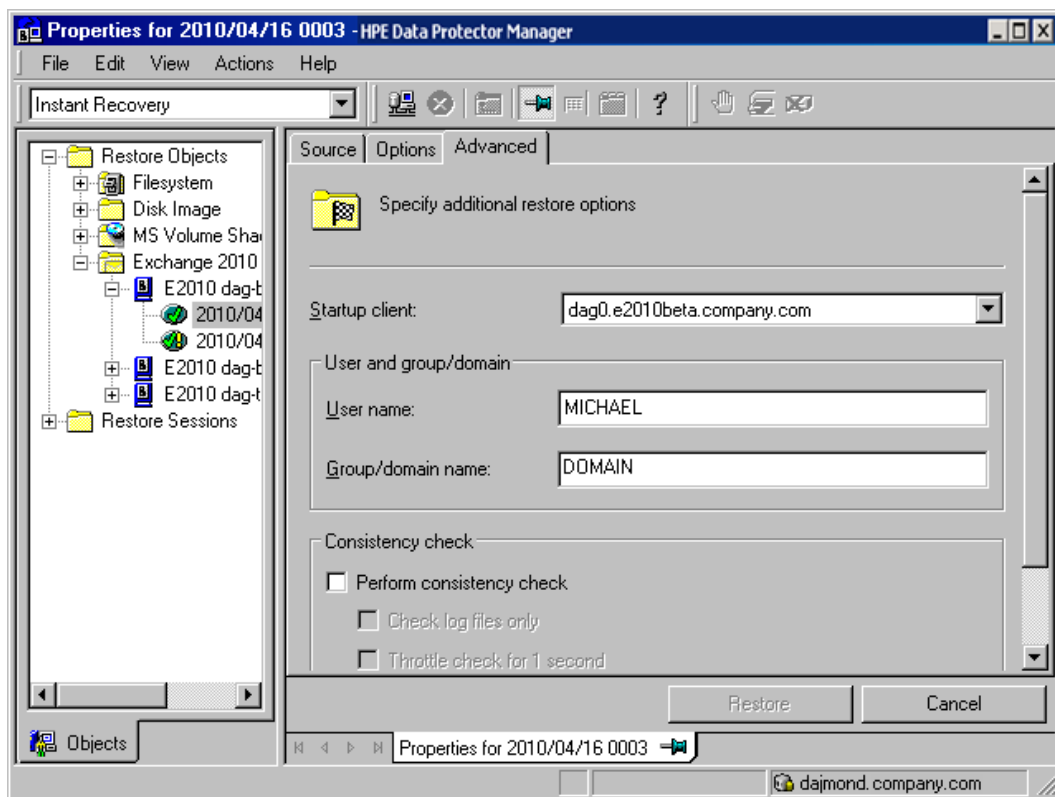 Properties for 2010/04/16 0003 - HPE Data Protector Manager
File Edit View Actions Help
Instant Recovery
Restore Objects
Filesystem
Disk Image
MS Volume Sha
Exchange 2010
E2010 dag-b
2010/04
2010/04
E2010 dag-b
E2010 dag-t
Restore Sessions
Objects
Source Options Advanced
Specify additional restore options
Startup client: dag0.e2010beta.company.com
User and group/domain
User name: MICHAEL
Group/domain name: DOMAIN
Consistency check
Perform consistency check
Check log files only
Throttle check for 1 second
Restore Cancel
Properties for 2010/04/16 0003
dajmond.company.com